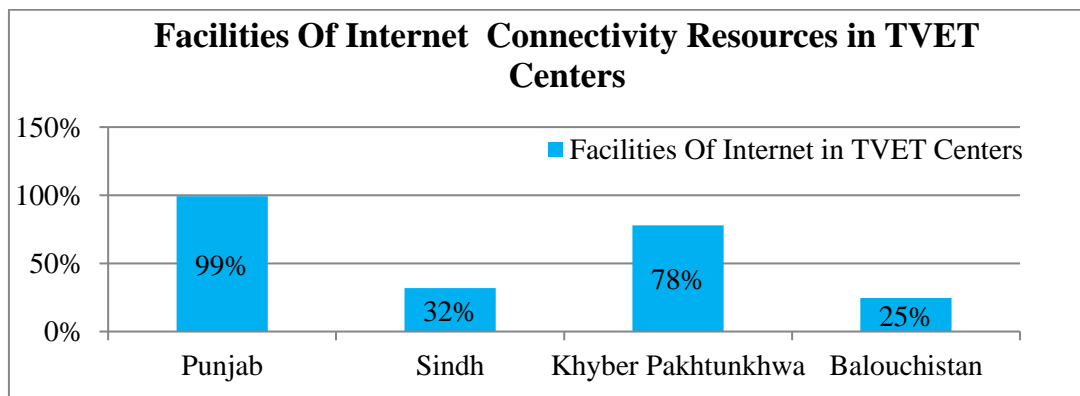 Facilities Of Internet Connectivity Resources in TVET
Centers
150%
Facilities Of Internet in TVET Centers
100%
50%
0%
99%
32%
78%
25%
Punjab
Sindh
Khyber Pakhtunkhwa
Balouchistan